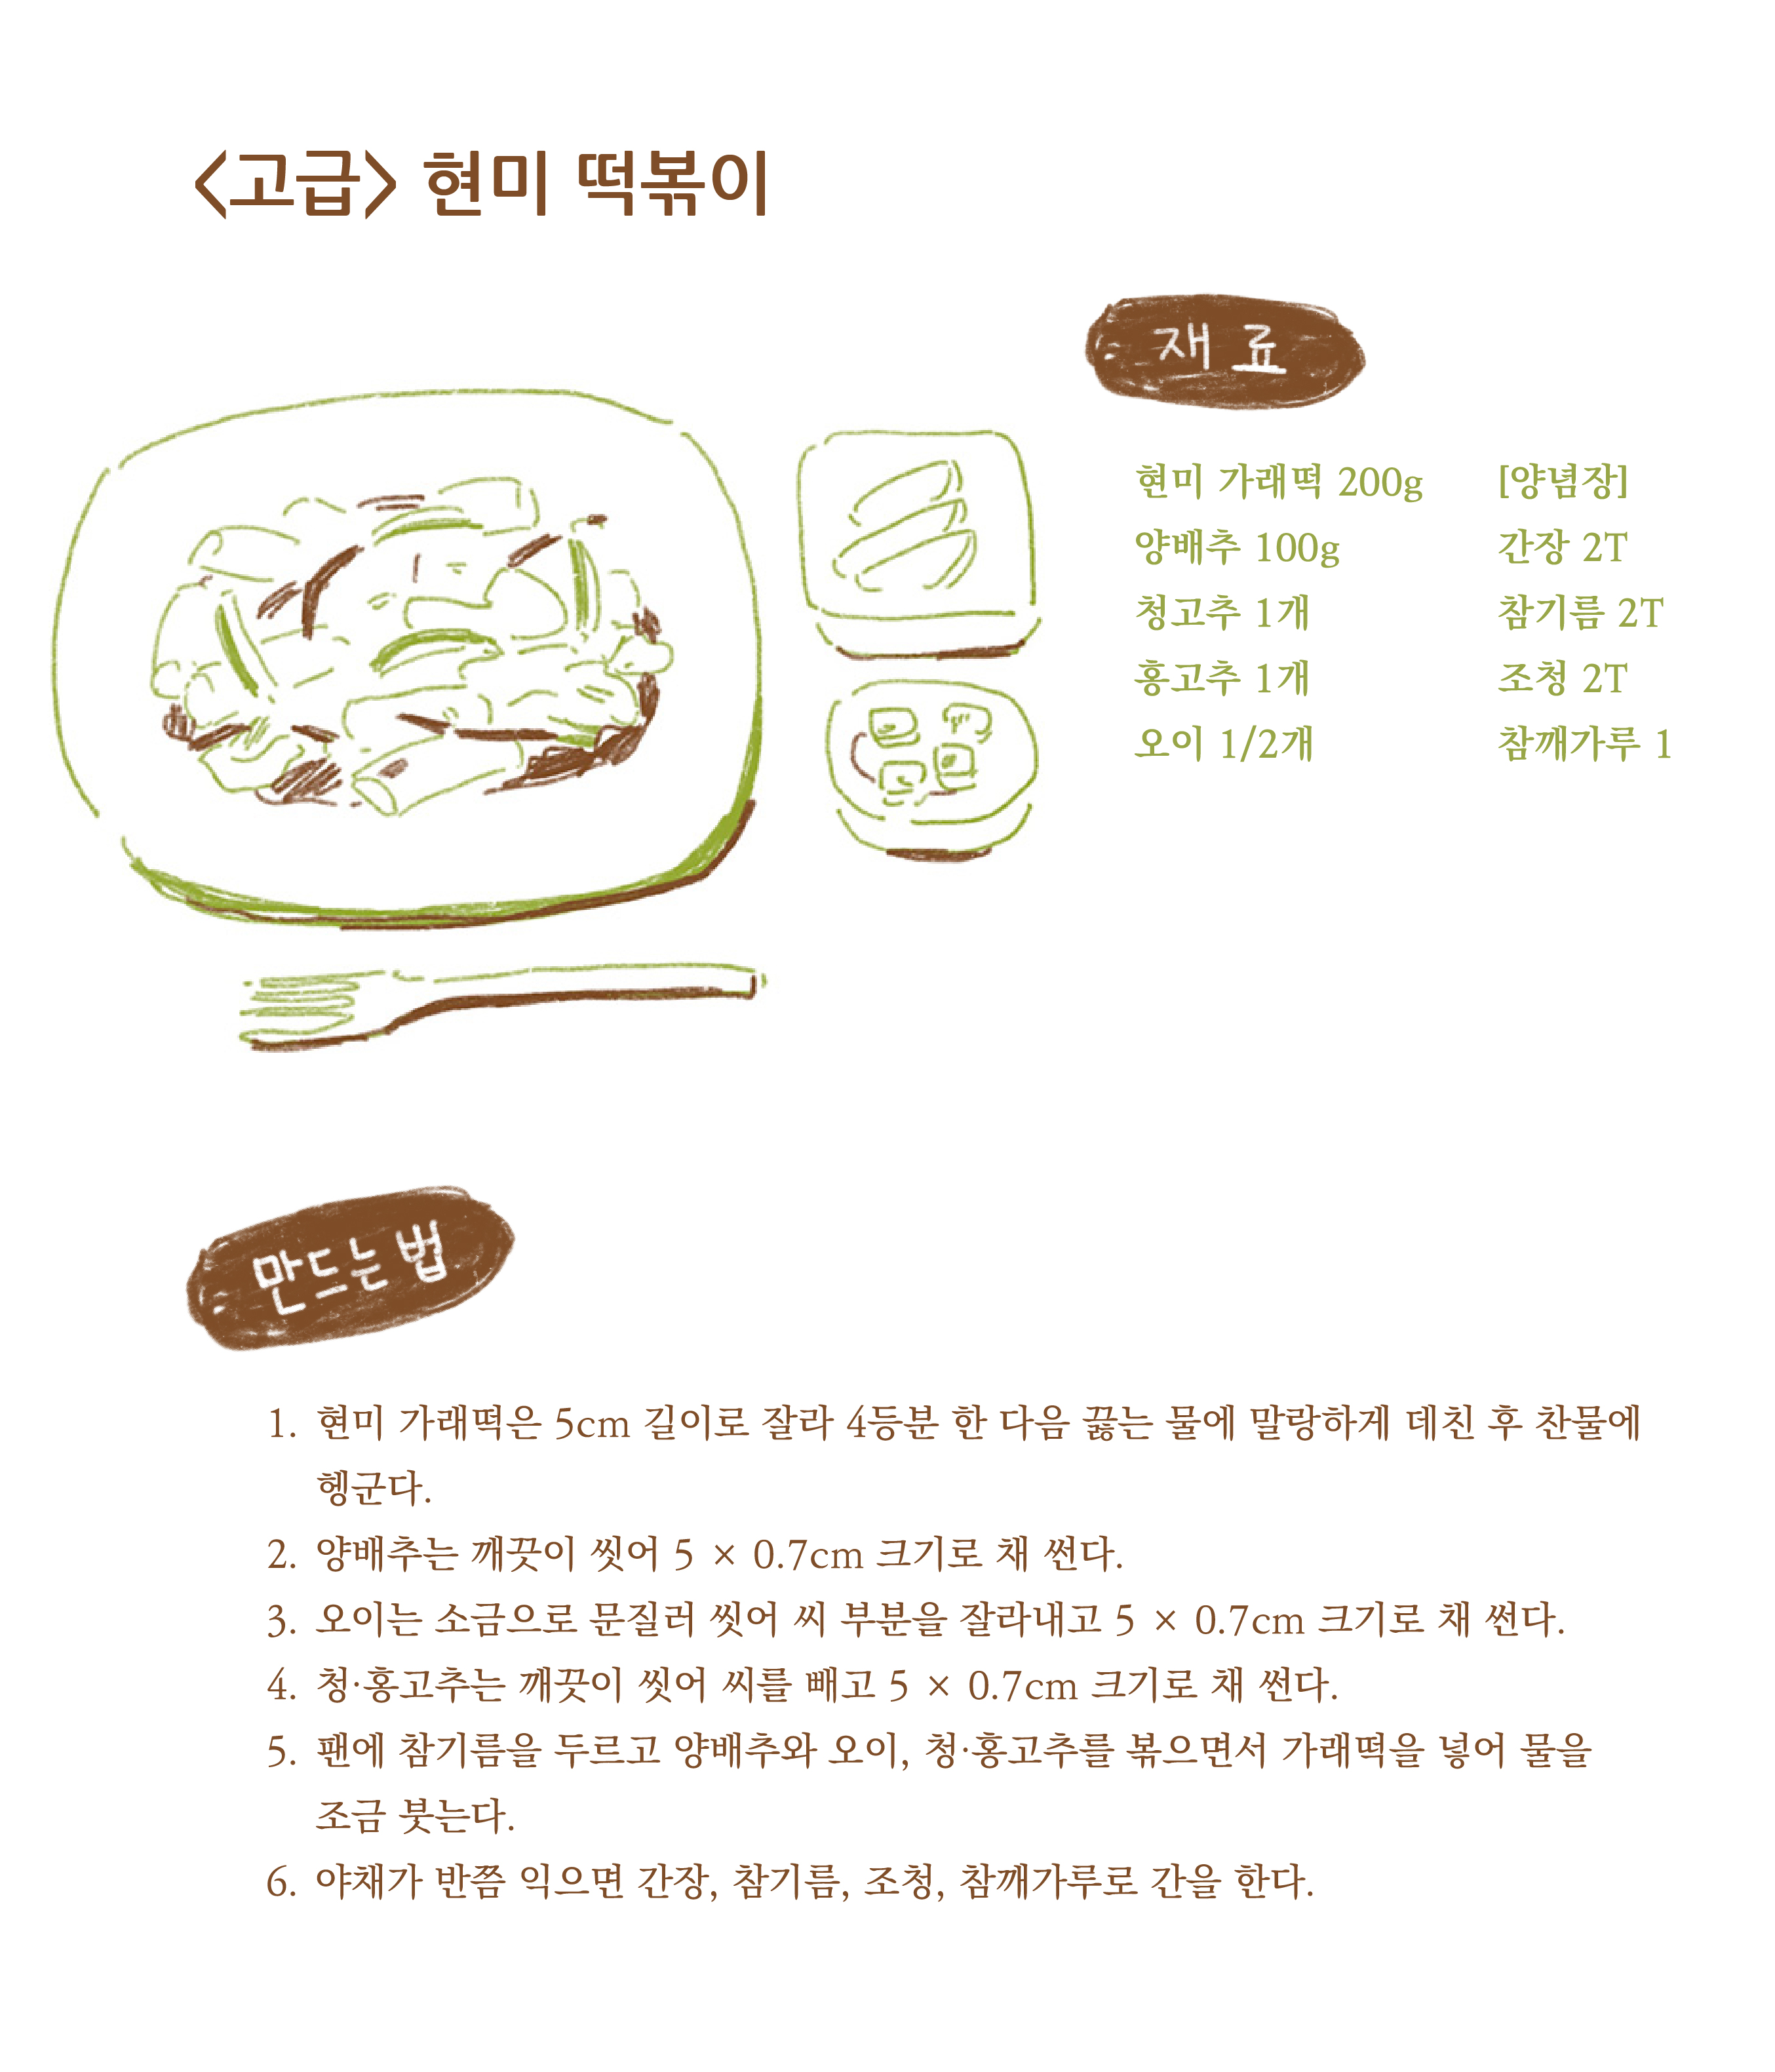 <고급> 현미 떡볶이
재 료
현미 가래떡 200g
양배추 100g
청고추 1개
홍고추 1개
오이 1/2개
[양념장]
간장 2T
참기름 2T
조청 2T
참깨가루 1
만드는 법
1. 현미 가래떡은 5cm 길이로 잘라 4등분 한 다음 끓는 물에 말랑하게 데친 후 찬물에
헹군다.
2. 양배추는 깨끗이 씻어 5 × 0.7cm 크기로 채 썬다.
3. 오이는 소금으로 문질러 씻어 씨 부분을 잘라내고 5 × 0.7cm 크기로 채 썬다.
4. 청·홍고추는 깨끗이 씻어 씨를 빼고 5 × 0.7cm 크기로 채 썬다.
5. 팬에 참기름을 두르고 양배추와 오이, 청·홍고추를 볶으면서 가래떡을 넣어 물을
조금 붓는다.
6. 야채가 반쯤 익으면 간장, 참기름, 조청, 참깨가루로 간을 한다.